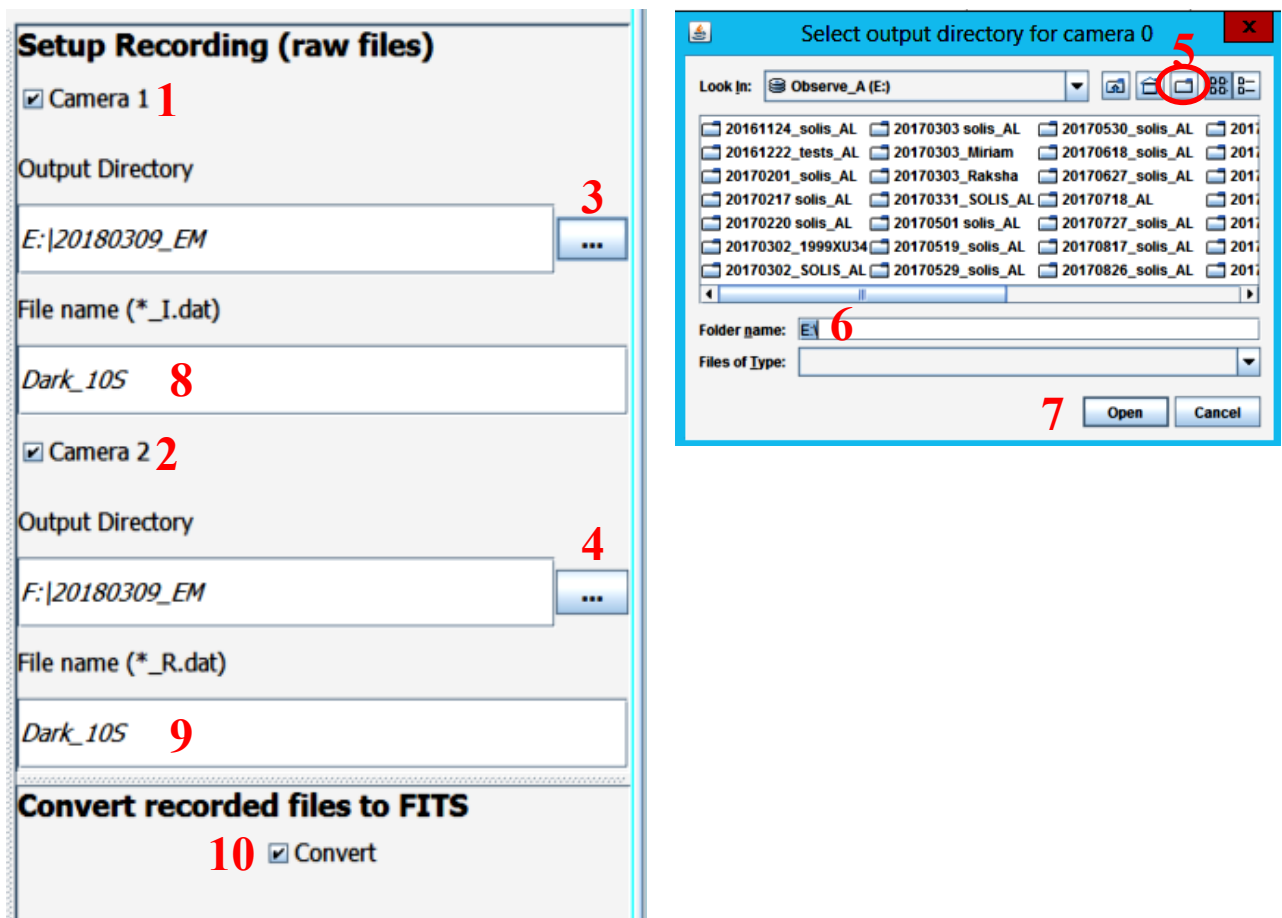 Setup Recording (raw files)
Camera 1 1
Output Directory
3
E:|20180309_EM ...
File name (*_I.dat)
Dark_10S 8
Camera 2 2
Output Directory
4
F:|20180309_EM ...
File name (*_R.dat)
Dark_10S 9
Convert recorded files to FITS
10 Convert
Select output directory for camera 0 x
5
Look In: Observe_A (E:)
20161124_solis_AL 20170303 solis_AL 20170530_solis_AL
20161222_tests_AL 20170303_Miriam 20170618_solis_AL
20170201_solis_AL 20170303_Raksha 20170627_solis_AL
20170217 solis_AL 20170331_SOLIS_AL 20170718_AL
20170220 solis_AL 20170501 solis_AL 20170727_solis_AL
20170302_1999XU34 20170519_solis_AL 20170817_solis_AL
20170302_SOLIS_AL 20170529_solis_AL 20170826_solis_AL
Folder name: E:\ 6
Files of Type:
7 Open Cancel